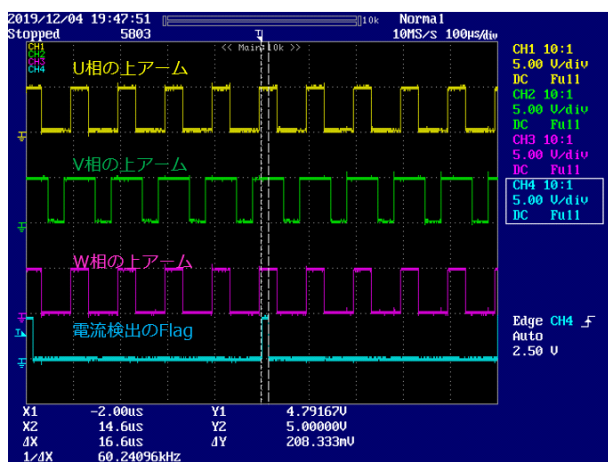 2019/12/04 19:47:51 10k Normal
Stopped 5803 10MS/s 100μs/div
CH1 << Main:10k >>
CH2
CH3
CH4
CH1 10:1
5.00 V/div
DC Full
CH2 10:1
5.00 V/div
DC Full
CH3 10:1
5.00 V/div
DC Full
CH4 10:1
5.00 V/div
DC Full
U相の上アーム
V相の上アーム
W相の上アーム
電流検出のFlag
Edge CH4
Auto
2.50 V
X1 -2.00us Y1 4.79167V
X2 14.6us Y2 5.00000V
ΔX 16.6us ΔY 208.333mV
1/ΔX 60.24096kHz